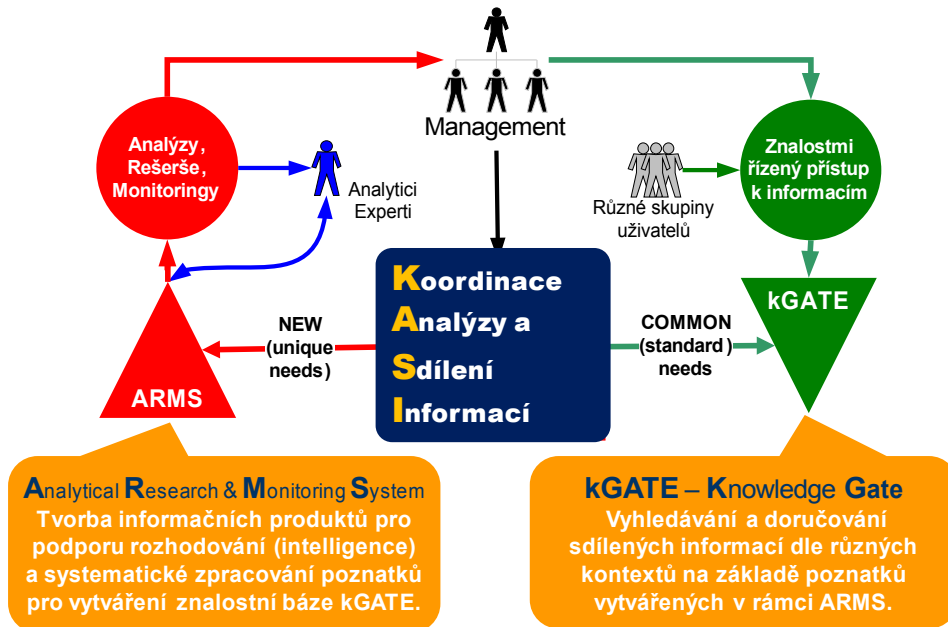 Management
Analýzy,
Rešerše,
Monitoringy
Analytici
Experti
Různé skupiny
uživatelů
Znalostmi
řízený přístup
k informacím
Koordinace
Analýzy a
Sdílení
Informací
NEW
(unique
needs)
COMMON
(standard)
needs
ARMS
kGATE
Analytical Research & Monitoring System
Tvorba informačních produktů pro
podporu rozhodování (intelligence)
a systematické zpracování poznatků
pro vytváření znalostní báze kGATE.
kGATE – Knowledge Gate
Vyhledávání a doručování
sdílených informací dle různých
kontextů na základě poznatků
vytvářených v rámci ARMS.